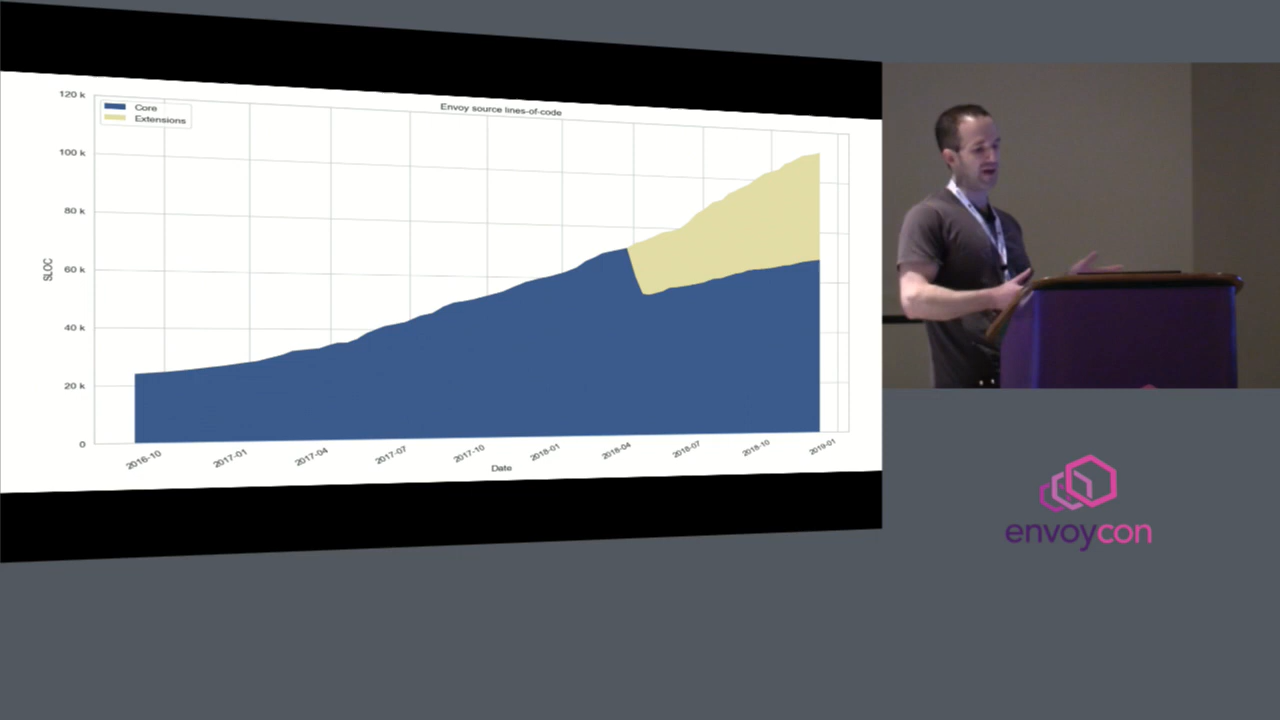 Envoy source lines-of-code
Core
Extensions
120 k
100 k
80 k
60 k
40 k
20 k
0
SLOC
2016-10
2017-01
2017-04
2017-07
2017-10
2018-01
2018-04
2018-07
2018-10
2019-01
Date
envoycon